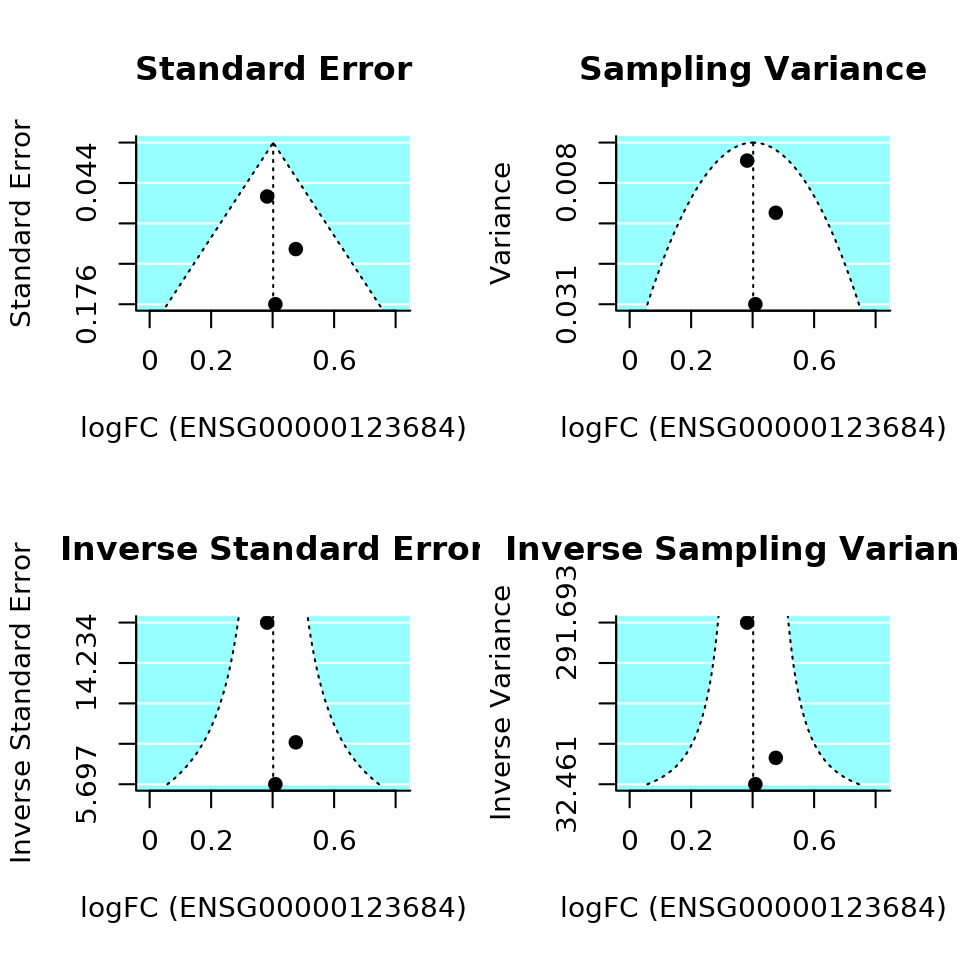 Standard Error
Standard Error
0.044
0.176
0 0.2 0.6
logFC (ENSG00000123684)
Sampling Variance
Variance
0.008
0.031
0 0.2 0.6
logFC (ENSG00000123684)
Inverse Standard Error
Inverse Standard Error
14.234
5.697
0 0.2 0.6
logFC (ENSG00000123684)
Inverse Sampling Varian
Inverse Variance
291.693
32.461
0 0.2 0.6
logFC (ENSG00000123684)